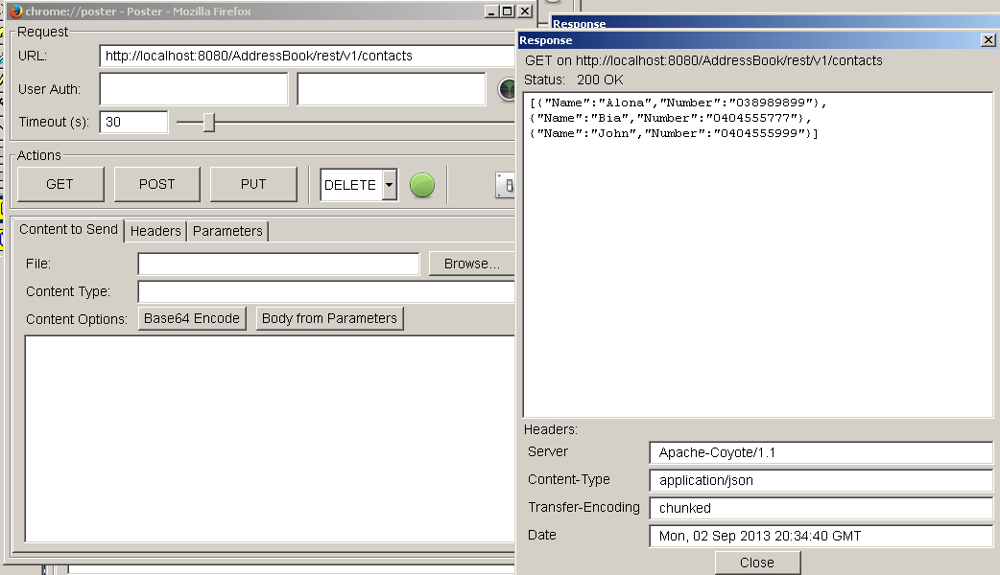 chrome://poster - Poster - Mozilla Firefox
Request
URL: http://localhost:8080/AddressBook/rest/v1/contacts
User Auth:
Timeout (s): 30
Actions
GET POST PUT DELETE
Content to Send Headers Parameters
File: Browse...
Content Type:
Content Options: Base64 Encode Body from Parameters
Response
Response
GET on http://localhost:8080/AddressBook/rest/v1/contacts
Status: 200 OK
[{"Name":"Alona","Number":"038989899"},
{"Name":"Bia","Number":"0404555777"},
{"Name":"John","Number":"0404555999"}]
Headers:
Server Apache-Coyote/1.1
Content-Type application/json
Transfer-Encoding chunked
Date Mon, 02 Sep 2013 20:34:40 GMT
Close